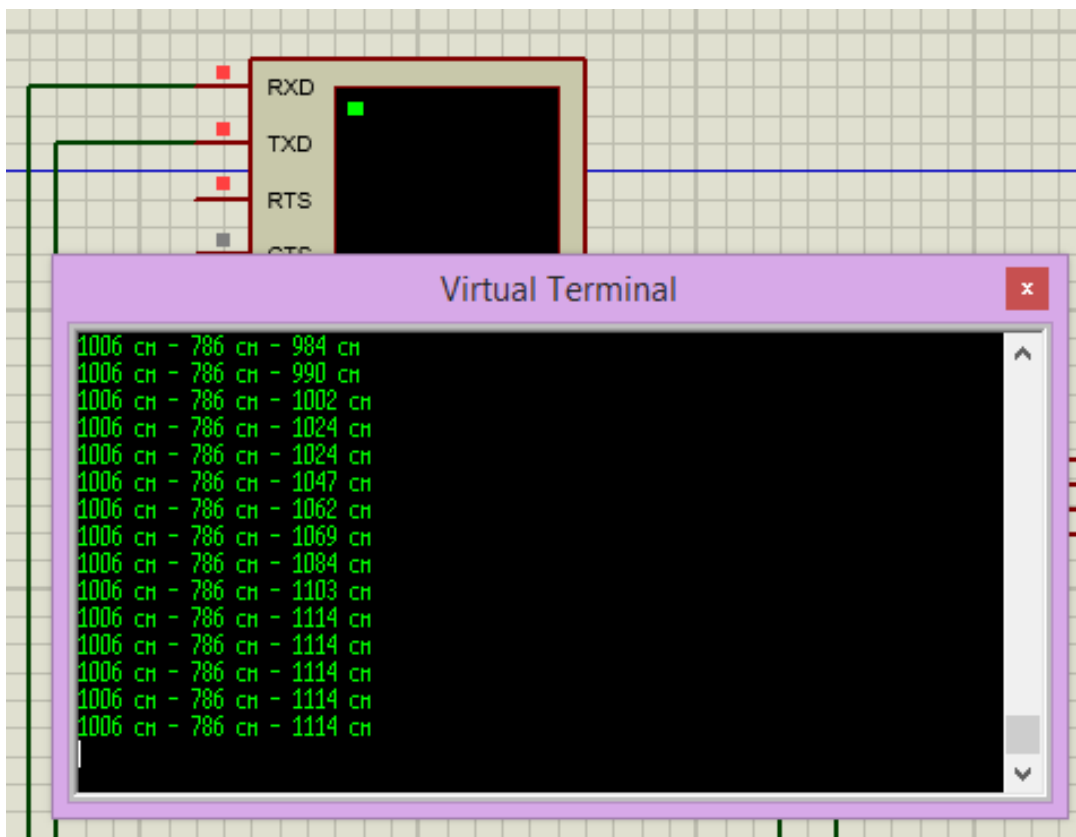 RXD
TXD
RTS
Virtual Terminal
x
1006 cm - 786 cm - 984 cm
1006 cm - 786 cm - 990 cm
1006 cm - 786 cm - 1002 cm
1006 cm - 786 cm - 1024 cm
1006 cm - 786 cm - 1024 cm
1006 cm - 786 cm - 1047 cm
1006 cm - 786 cm - 1062 cm
1006 cm - 786 cm - 1069 cm
1006 cm - 786 cm - 1084 cm
1006 cm - 786 cm - 1103 cm
1006 cm - 786 cm - 1114 cm
1006 cm - 786 cm - 1114 cm
1006 cm - 786 cm - 1114 cm
1006 cm - 786 cm - 1114 cm
1006 cm - 786 cm - 1114 cm